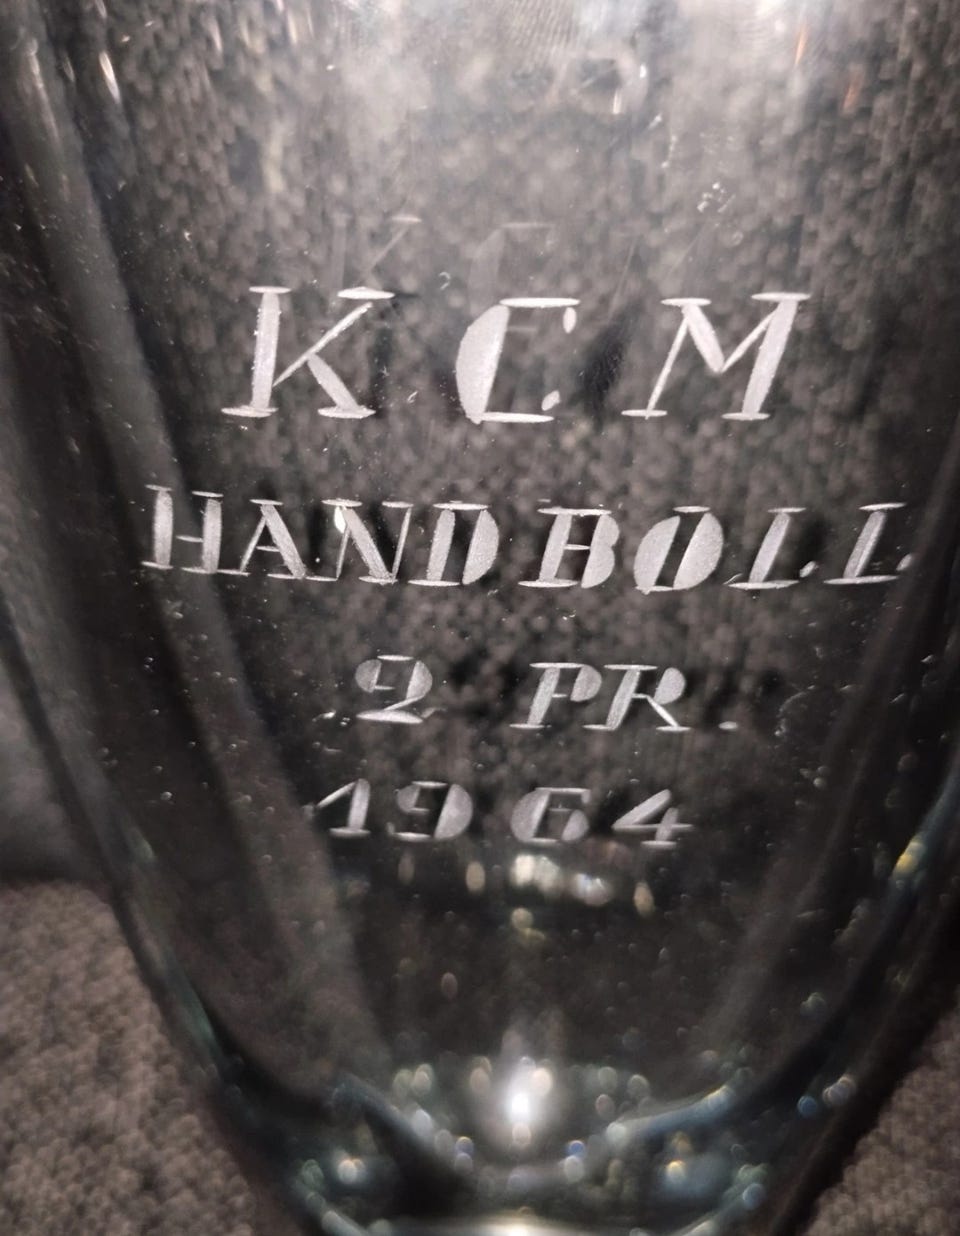 K C M
HANDBOLL
2 PR.
1964